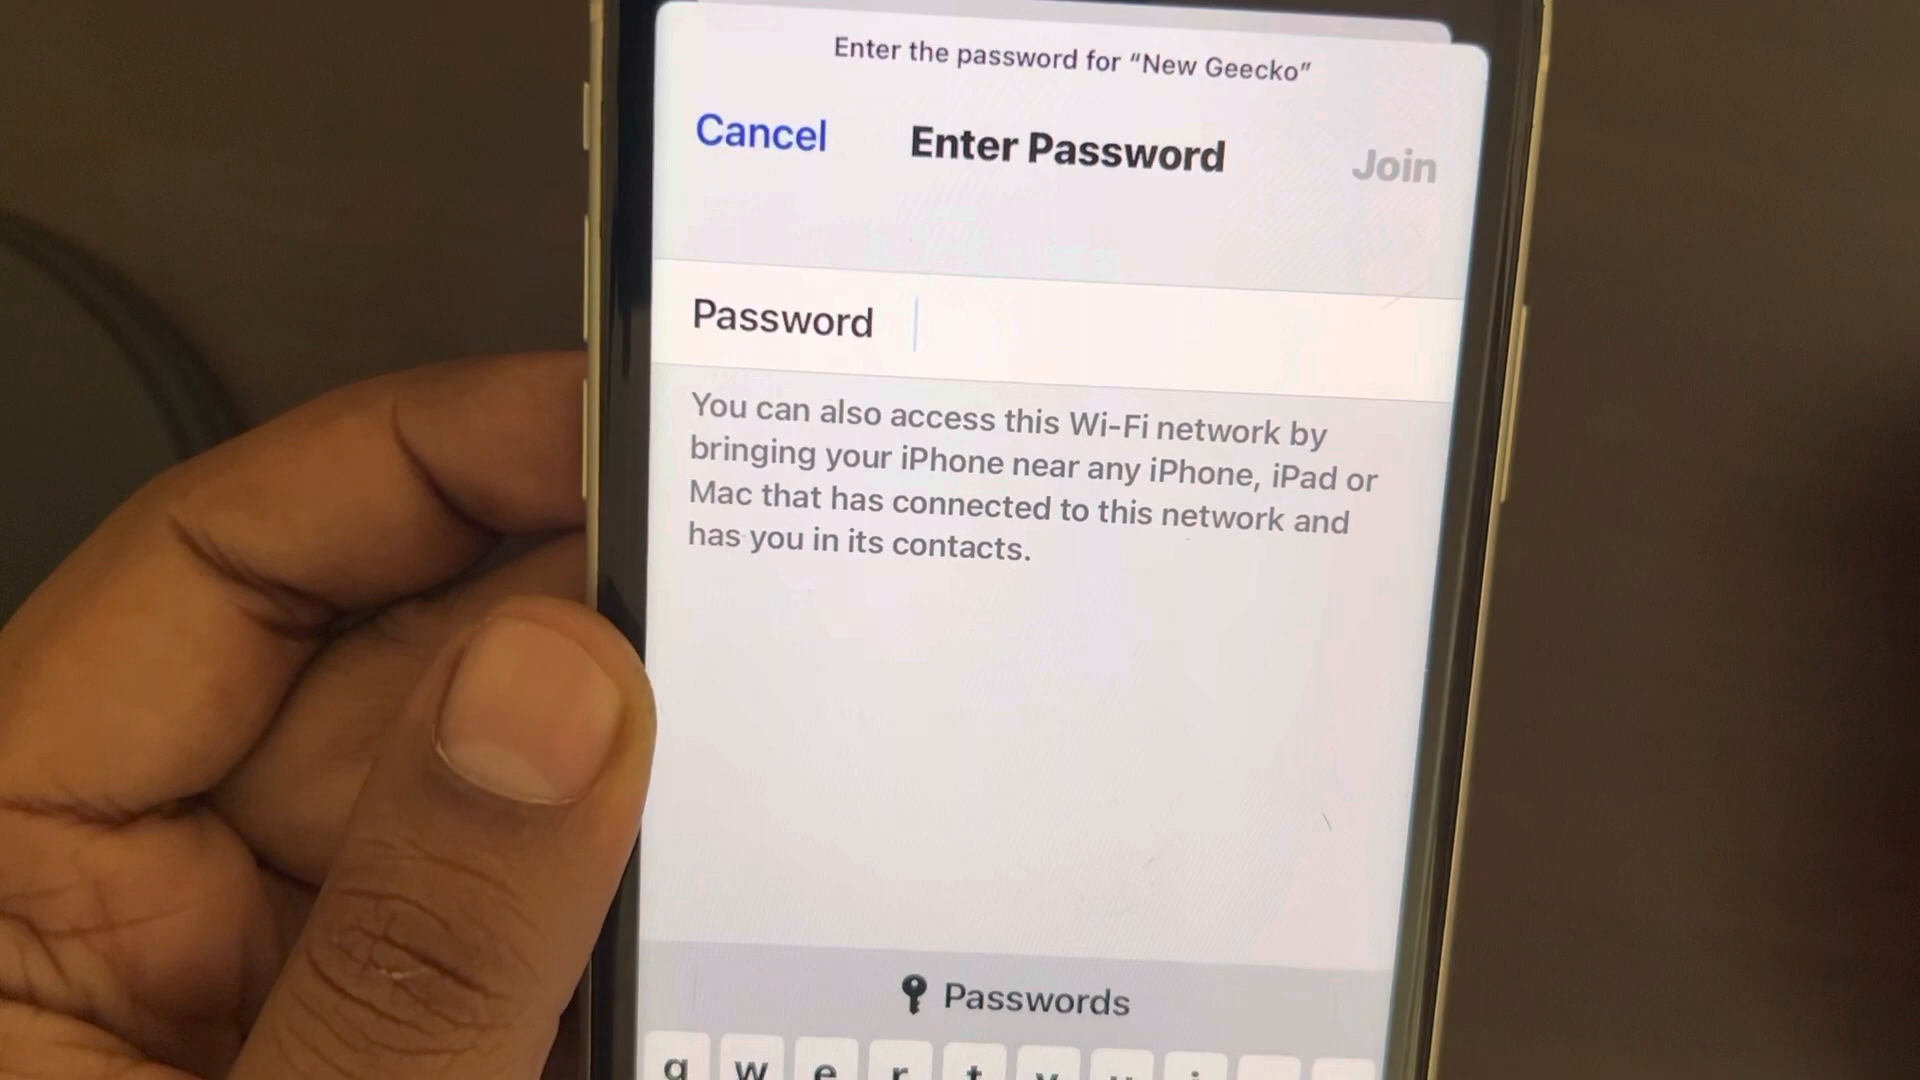 Enter the password for “New Geecko”
Cancel Enter Password Join
Password
You can also access this Wi-Fi network by
bringing your iPhone near any iPhone, iPad or
Mac that has connected to this network and
has you in its contacts.
Passwords
q w e r t y u i